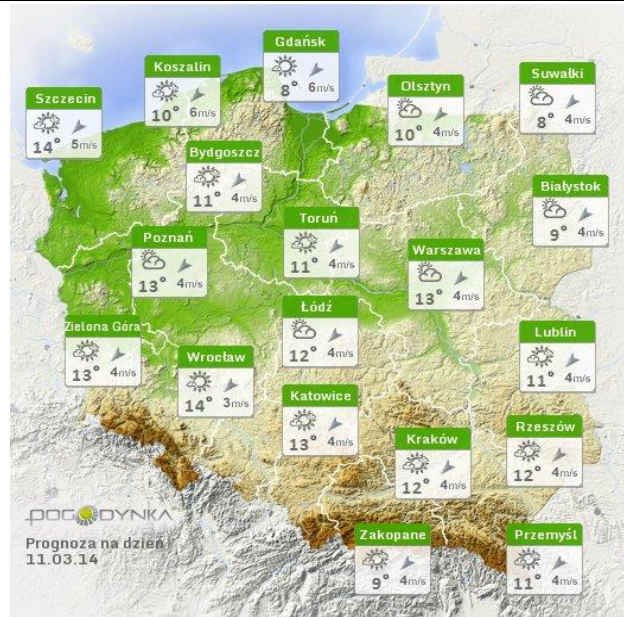 Gdańsk
8° 6m/s
Koszalin
10° 6m/s
Suwałki
8° 4m/s
Olsztyn
10° 4m/s
Szczecin
14° 5m/s
Bydgoszcz
11° 4m/s
Białystok
9° 4m/s
Toruń
11° 4m/s
Poznań
13° 4m/s
Warszawa
13° 4m/s
Łódź
12° 4m/s
Zielona Góra
13° 4m/s
Lublin
11° 4m/s
Wrocław
14° 3m/s
Katowice
13° 4m/s
Rzeszów
12° 4m/s
Kraków
12° 4m/s
POGODYNKA
Prognoza na dzień
11.03.14
Zakopane
9° 4m/s
Przemyśl
11° 4m/s